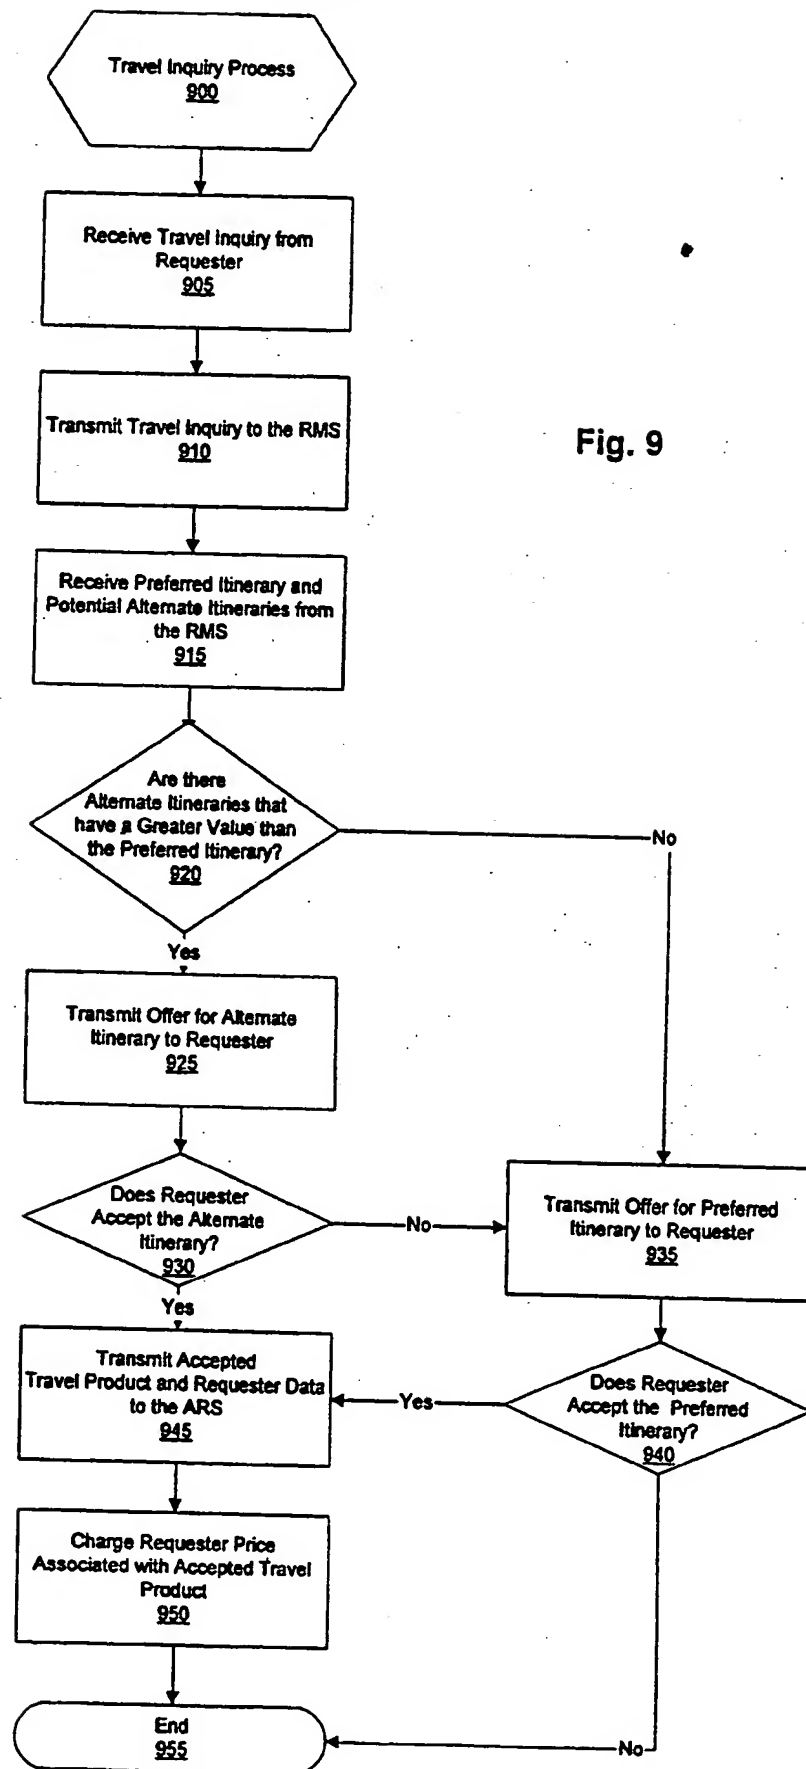 Travel Inquiry Process
900
Receive Travel Inquiry from
Requester
905
Transmit Travel Inquiry to the RMS
910
Fig. 9
Receive Preferred Itinerary and
Potential Alternate Itineraries from
the RMS
915
Are there
Alternate Itineraries that
have a Greater Value than
the Preferred Itinerary?
920
No
Yes
Transmit Offer for Alternate
Itinerary to Requester
925
Does Requester
Accept the Alternate
Itinerary?
930
No
Transmit Offer for Preferred
Itinerary to Requester
935
Yes
Transmit Accepted
Travel Product and Requester Data
to the ARS
945
Yes
Does Requester
Accept the Preferred
Itinerary?
940
Charge Requester Price
Associated with Accepted Travel
Product
950
End
955
No